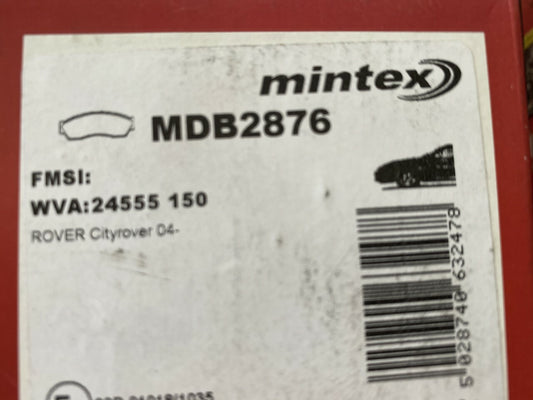 mintex
MDB2876
FMSI:
WVA:24555 150
ROVER Cityrover 04-
5 028740 632478